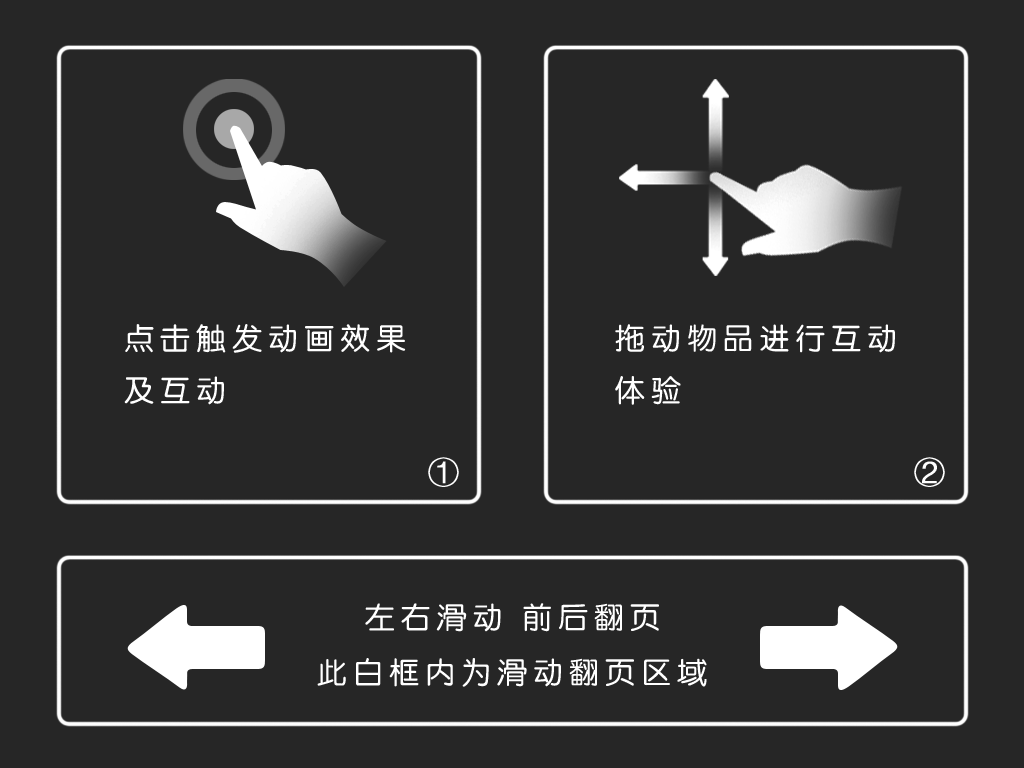 点击触发动画效果
及互动
①
拖动物品进行互动
体验
②
左右滑动 前后翻页
此白框内为滑动翻页区域